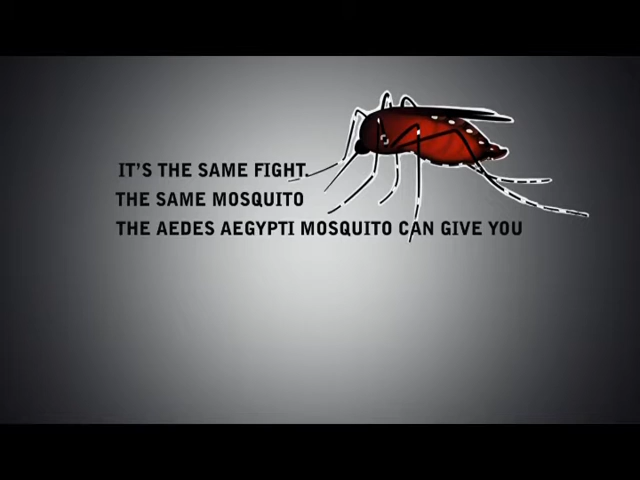 IT'S THE SAME FIGHT.
THE SAME MOSQUITO
THE AEDES AEGYPTI MOSQUITO CAN GIVE YOU